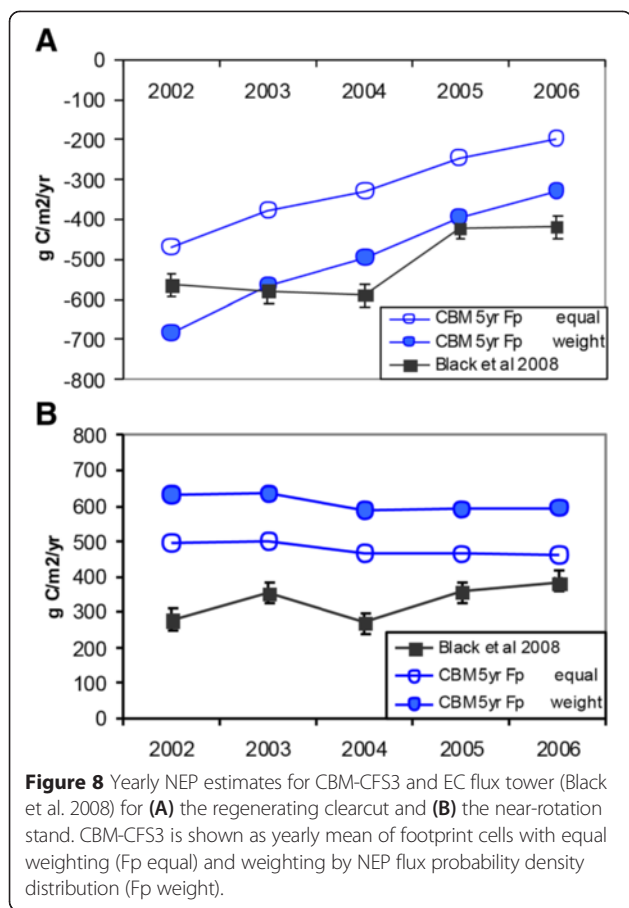 A
0
-100
-200
-300
-400
-500
-600
-700
-800
g C/m2/yr
2002 2003 2004 2005 2006
CBM 5yr Fp equal
CBM 5yr Fp weight
Black et al 2008
B
800
700
600
500
400
300
200
100
0
g C/m2/yr
Black et al 2008
CBM 5yr Fp equal
CBM 5yr Fp weight
2002 2003 2004 2005 2006
Figure 8 Yearly NEP estimates for CBM-CFS3 and EC flux tower (Black
et al. 2008) for (A) the regenerating clearcut and (B) the near-rotation
stand. CBM-CFS3 is shown as yearly mean of footprint cells with equal
weighting (Fp equal) and weighting by NEP flux probability density
distribution (Fp weight).